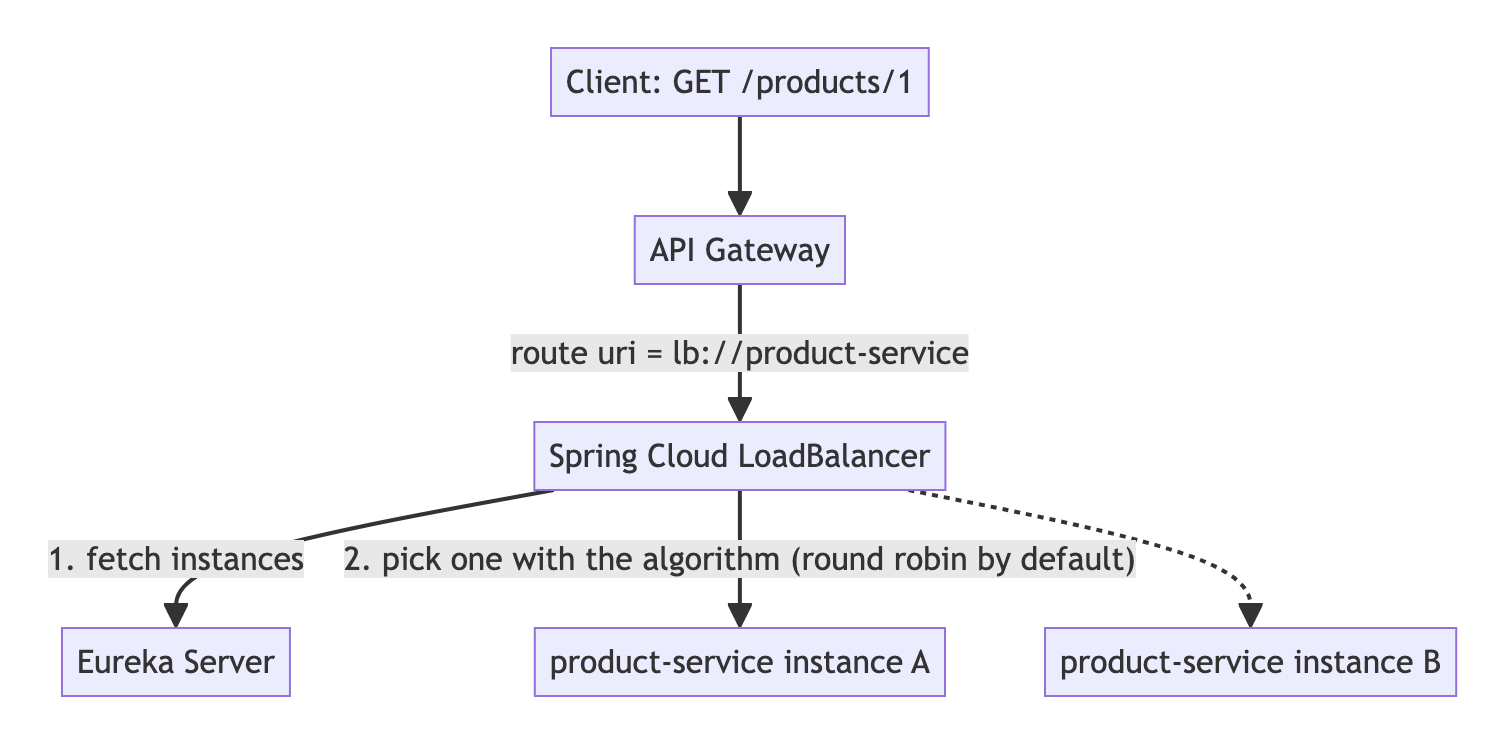 Client: GET /products/1
API Gateway
route uri = lb://product-service
Spring Cloud LoadBalancer
1. fetch instances
2. pick one with the algorithm (round robin by default)
Eureka Server
product-service instance A
product-service instance B